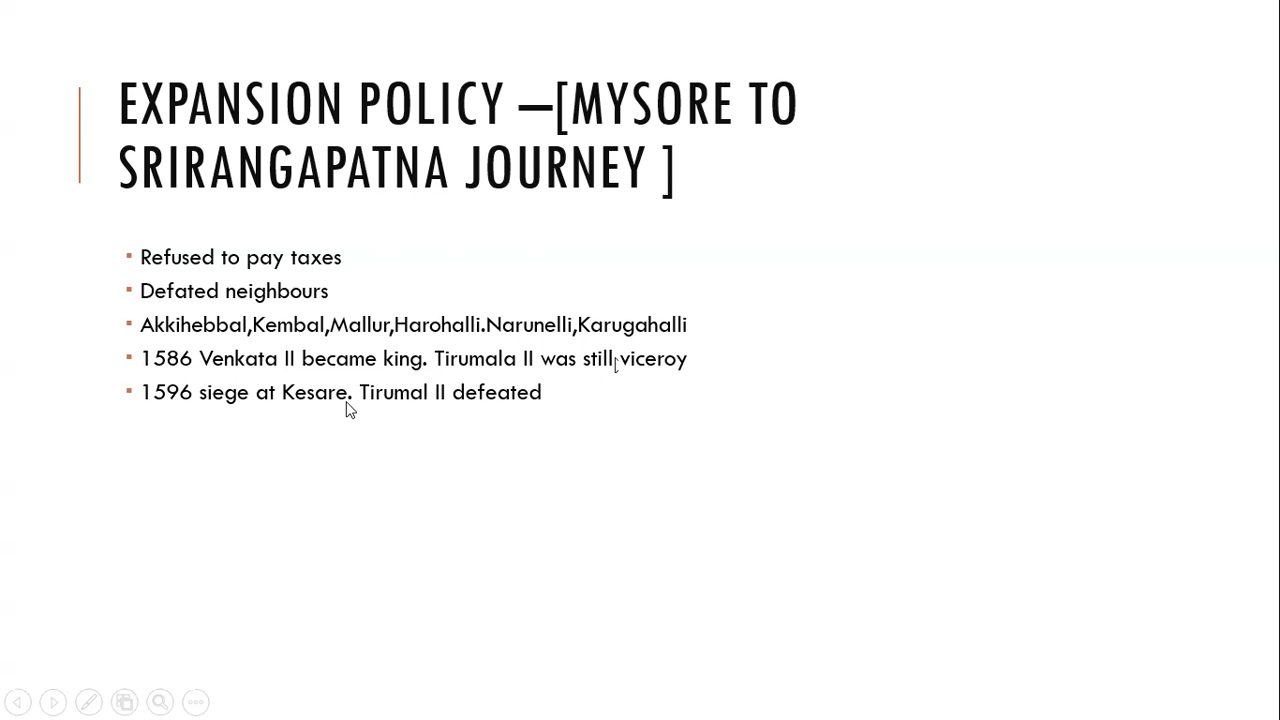 EXPANSION POLICY –[MYSORE TO
SRIRANGAPATNA JOURNEY ]
▪ Refused to pay taxes
▪ Defated neighbours
▪ Akkihebbal,Kembal,Mallur,Harohalli.Narunelli,Karugahalli
▪ 1586 Venkata II became king. Tirumala II was still viceroy
▪ 1596 siege at Kesare. Tirumal II defeated